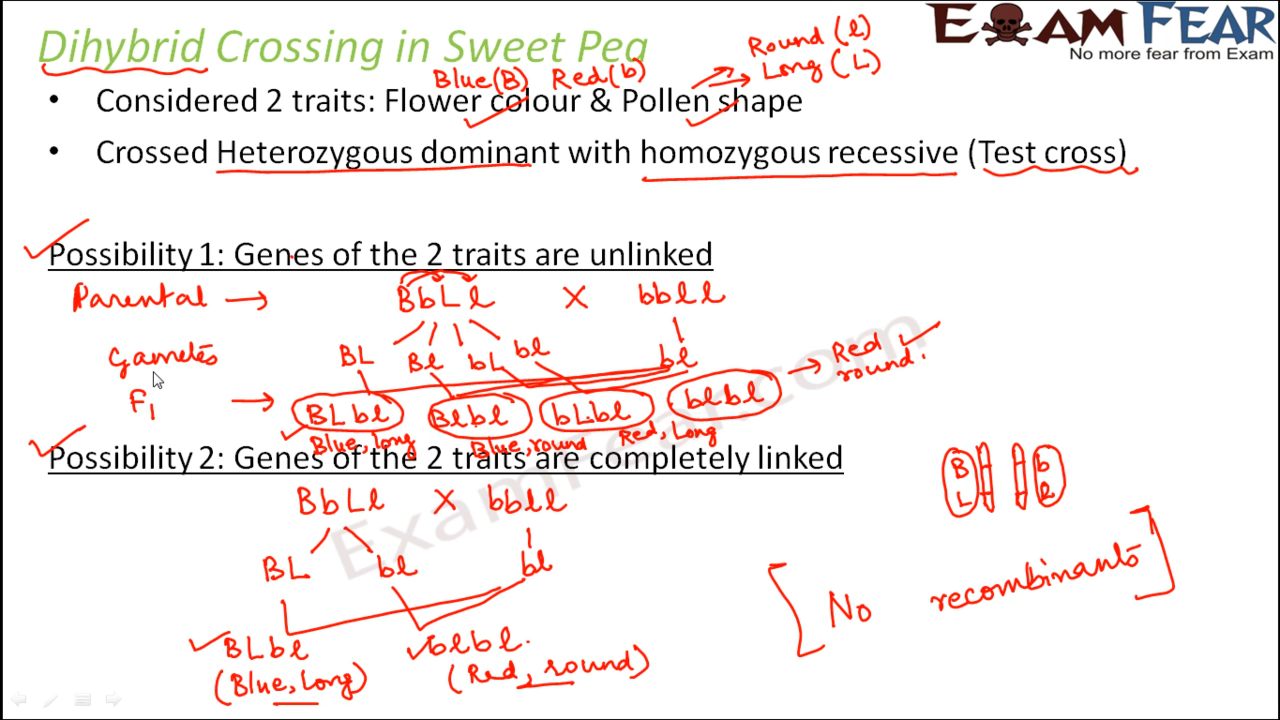 Dihybrid Crossing in Sweet Pea
EXAM FEAR
No more fear from Exam
Round (l)
Long (L)
Blue(B) Red(b)
• Considered 2 traits: Flower colour & Pollen shape
• Crossed Heterozygous dominant with homozygous recessive (Test cross)
Possibility 1: Genes of the 2 traits are unlinked
Parental → BbLl X bbll
Gametes BL Bl bL bl bl
F1 → BLbl Blbl bLbl blbl → Red round.
Blue, long Blue, round Red, Long
Possibility 2: Genes of the 2 traits are completely linked
BbLl X bbll
B L b l
BL bl bl
[No recombinants]
BLbl blbl.
(Blue, long) (Red, round)
ExamFear.com